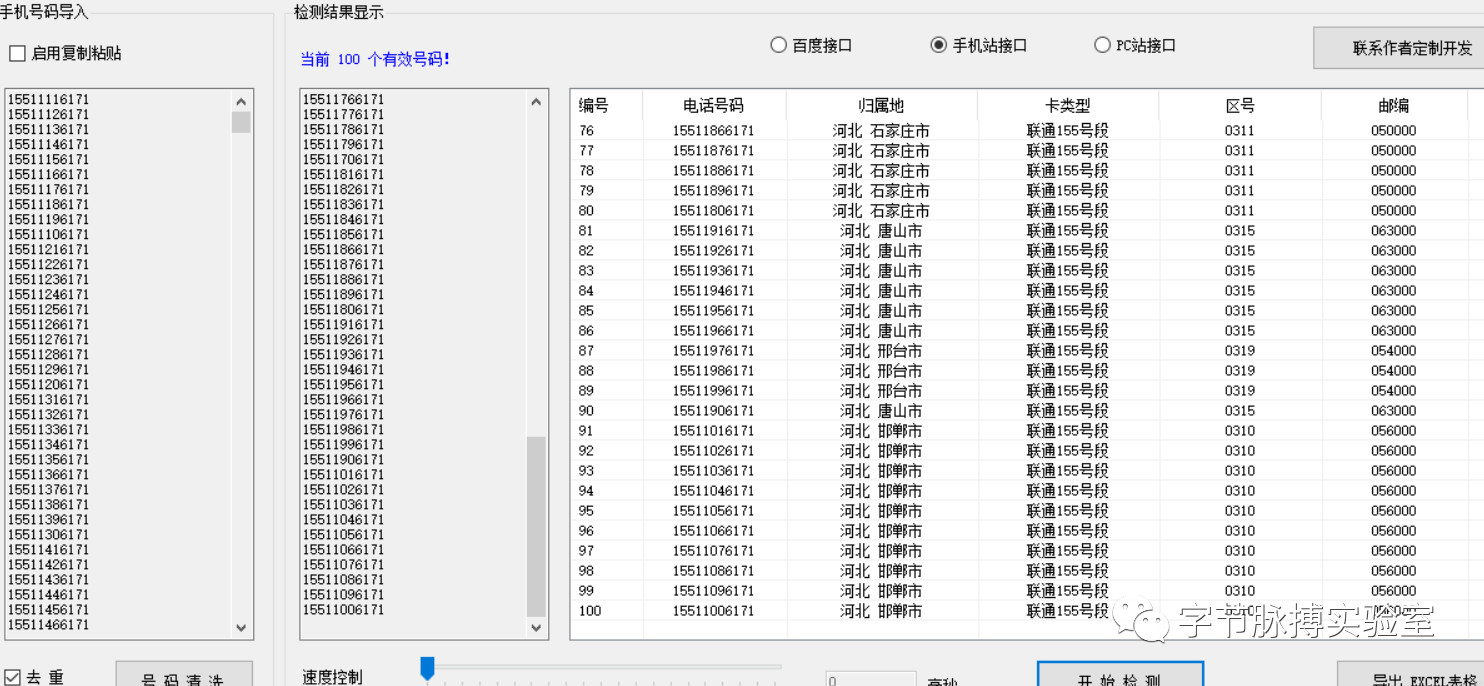 手机号码导入
启用复制粘贴
15511116171
15511126171
15511136171
15511146171
15511156171
15511166171
15511176171
15511186171
15511196171
15511106171
15511216171
15511226171
15511236171
15511246171
15511256171
15511266171
15511276171
15511286171
15511296171
15511206171
15511316171
15511326171
15511336171
15511346171
15511356171
15511366171
15511376171
15511386171
15511396171
15511306171
15511416171
15511426171
15511436171
15511446171
15511456171
15511466171
去 重
号 码 清 洗
检测结果显示
当前 100 个有效号码!
百度接口
手机站接口
PC站接口
联系作者定制开发
15511766171
15511776171
15511786171
15511796171
15511706171
15511816171
15511826171
15511836171
15511846171
15511856171
15511866171
15511876171
15511886171
15511896171
15511806171
15511916171
15511926171
15511936171
15511946171
15511956171
15511966171
15511976171
15511986171
15511996171
15511906171
15511016171
15511026171
15511036171
15511046171
15511056171
15511066171
15511076171
15511086171
15511096171
15511006171
编号 电话号码 归属地 卡类型 区号 邮编
76 15511866171 河北 石家庄市 联通155号段 0311 050000
77 15511876171 河北 石家庄市 联通155号段 0311 050000
78 15511886171 河北 石家庄市 联通155号段 0311 050000
79 15511896171 河北 石家庄市 联通155号段 0311 050000
80 15511806171 河北 石家庄市 联通155号段 0311 050000
81 15511916171 河北 唐山市 联通155号段 0315 063000
82 15511926171 河北 唐山市 联通155号段 0315 063000
83 15511936171 河北 唐山市 联通155号段 0315 063000
84 15511946171 河北 唐山市 联通155号段 0315 063000
85 15511956171 河北 唐山市 联通155号段 0315 063000
86 15511966171 河北 唐山市 联通155号段 0315 063000
87 15511976171 河北 邢台市 联通155号段 0319 054000
88 15511986171 河北 邢台市 联通155号段 0319 054000
89 15511996171 河北 邢台市 联通155号段 0319 054000
90 15511906171 河北 唐山市 联通155号段 0315 063000
91 15511016171 河北 邯郸市 联通155号段 0310 056000
92 15511026171 河北 邯郸市 联通155号段 0310 056000
93 15511036171 河北 邯郸市 联通155号段 0310 056000
94 15511046171 河北 邯郸市 联通155号段 0310 056000
95 15511056171 河北 邯郸市 联通155号段 0310 056000
96 15511066171 河北 邯郸市 联通155号段 0310 056000
97 15511076171 河北 邯郸市 联通155号段 0310 056000
98 15511086171 河北 邯郸市 联通155号段 0310 056000
99 15511096171 河北 邯郸市 联通155号段 0310 056000
100 15511006171 河北 邯郸市 联通155号段
字节脉搏实验室
速度控制
0
毫秒
开 始 检 测
导出 EXCEL表格